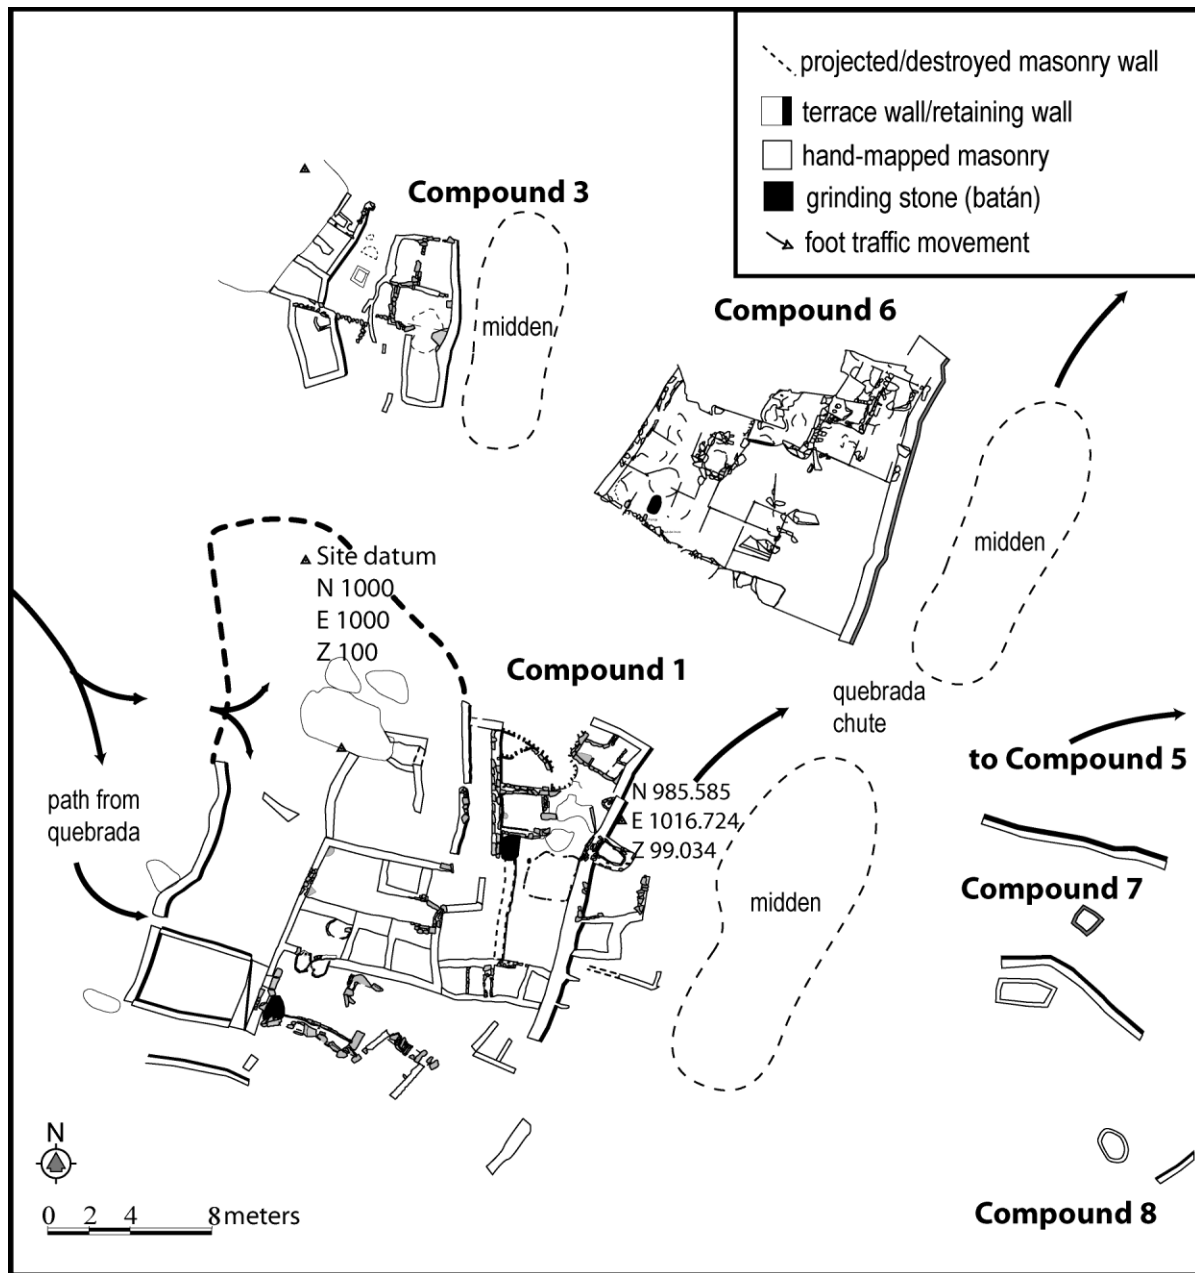 projected/destroyed masonry wall
terrace wall/retaining wall
hand-mapped masonry
grinding stone (batán)
foot traffic movement
Compound 3
midden
Compound 6
midden
Site datum
N 1000
E 1000
Z 100
Compound 1
quebrada
chute
to Compound 5
path from
quebrada
N 985.585
E 1016.724
Z 99.034
midden
Compound 7
Compound 8
N
0 2 4 8 meters